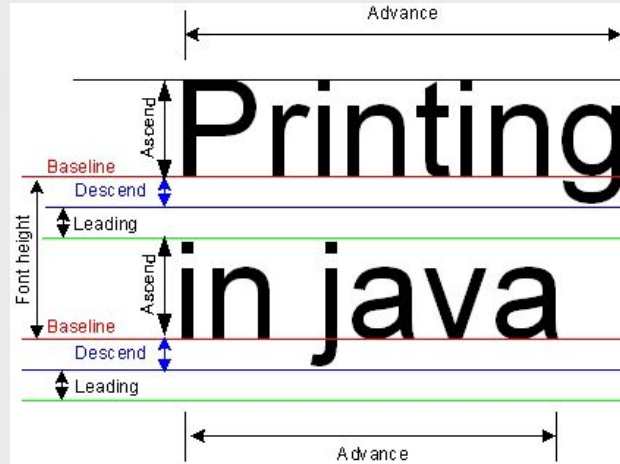 Advance
Ascend
Printing
Baseline
Descend
Leading
Font height
Ascend
in java
Baseline
Descend
Leading
Advance